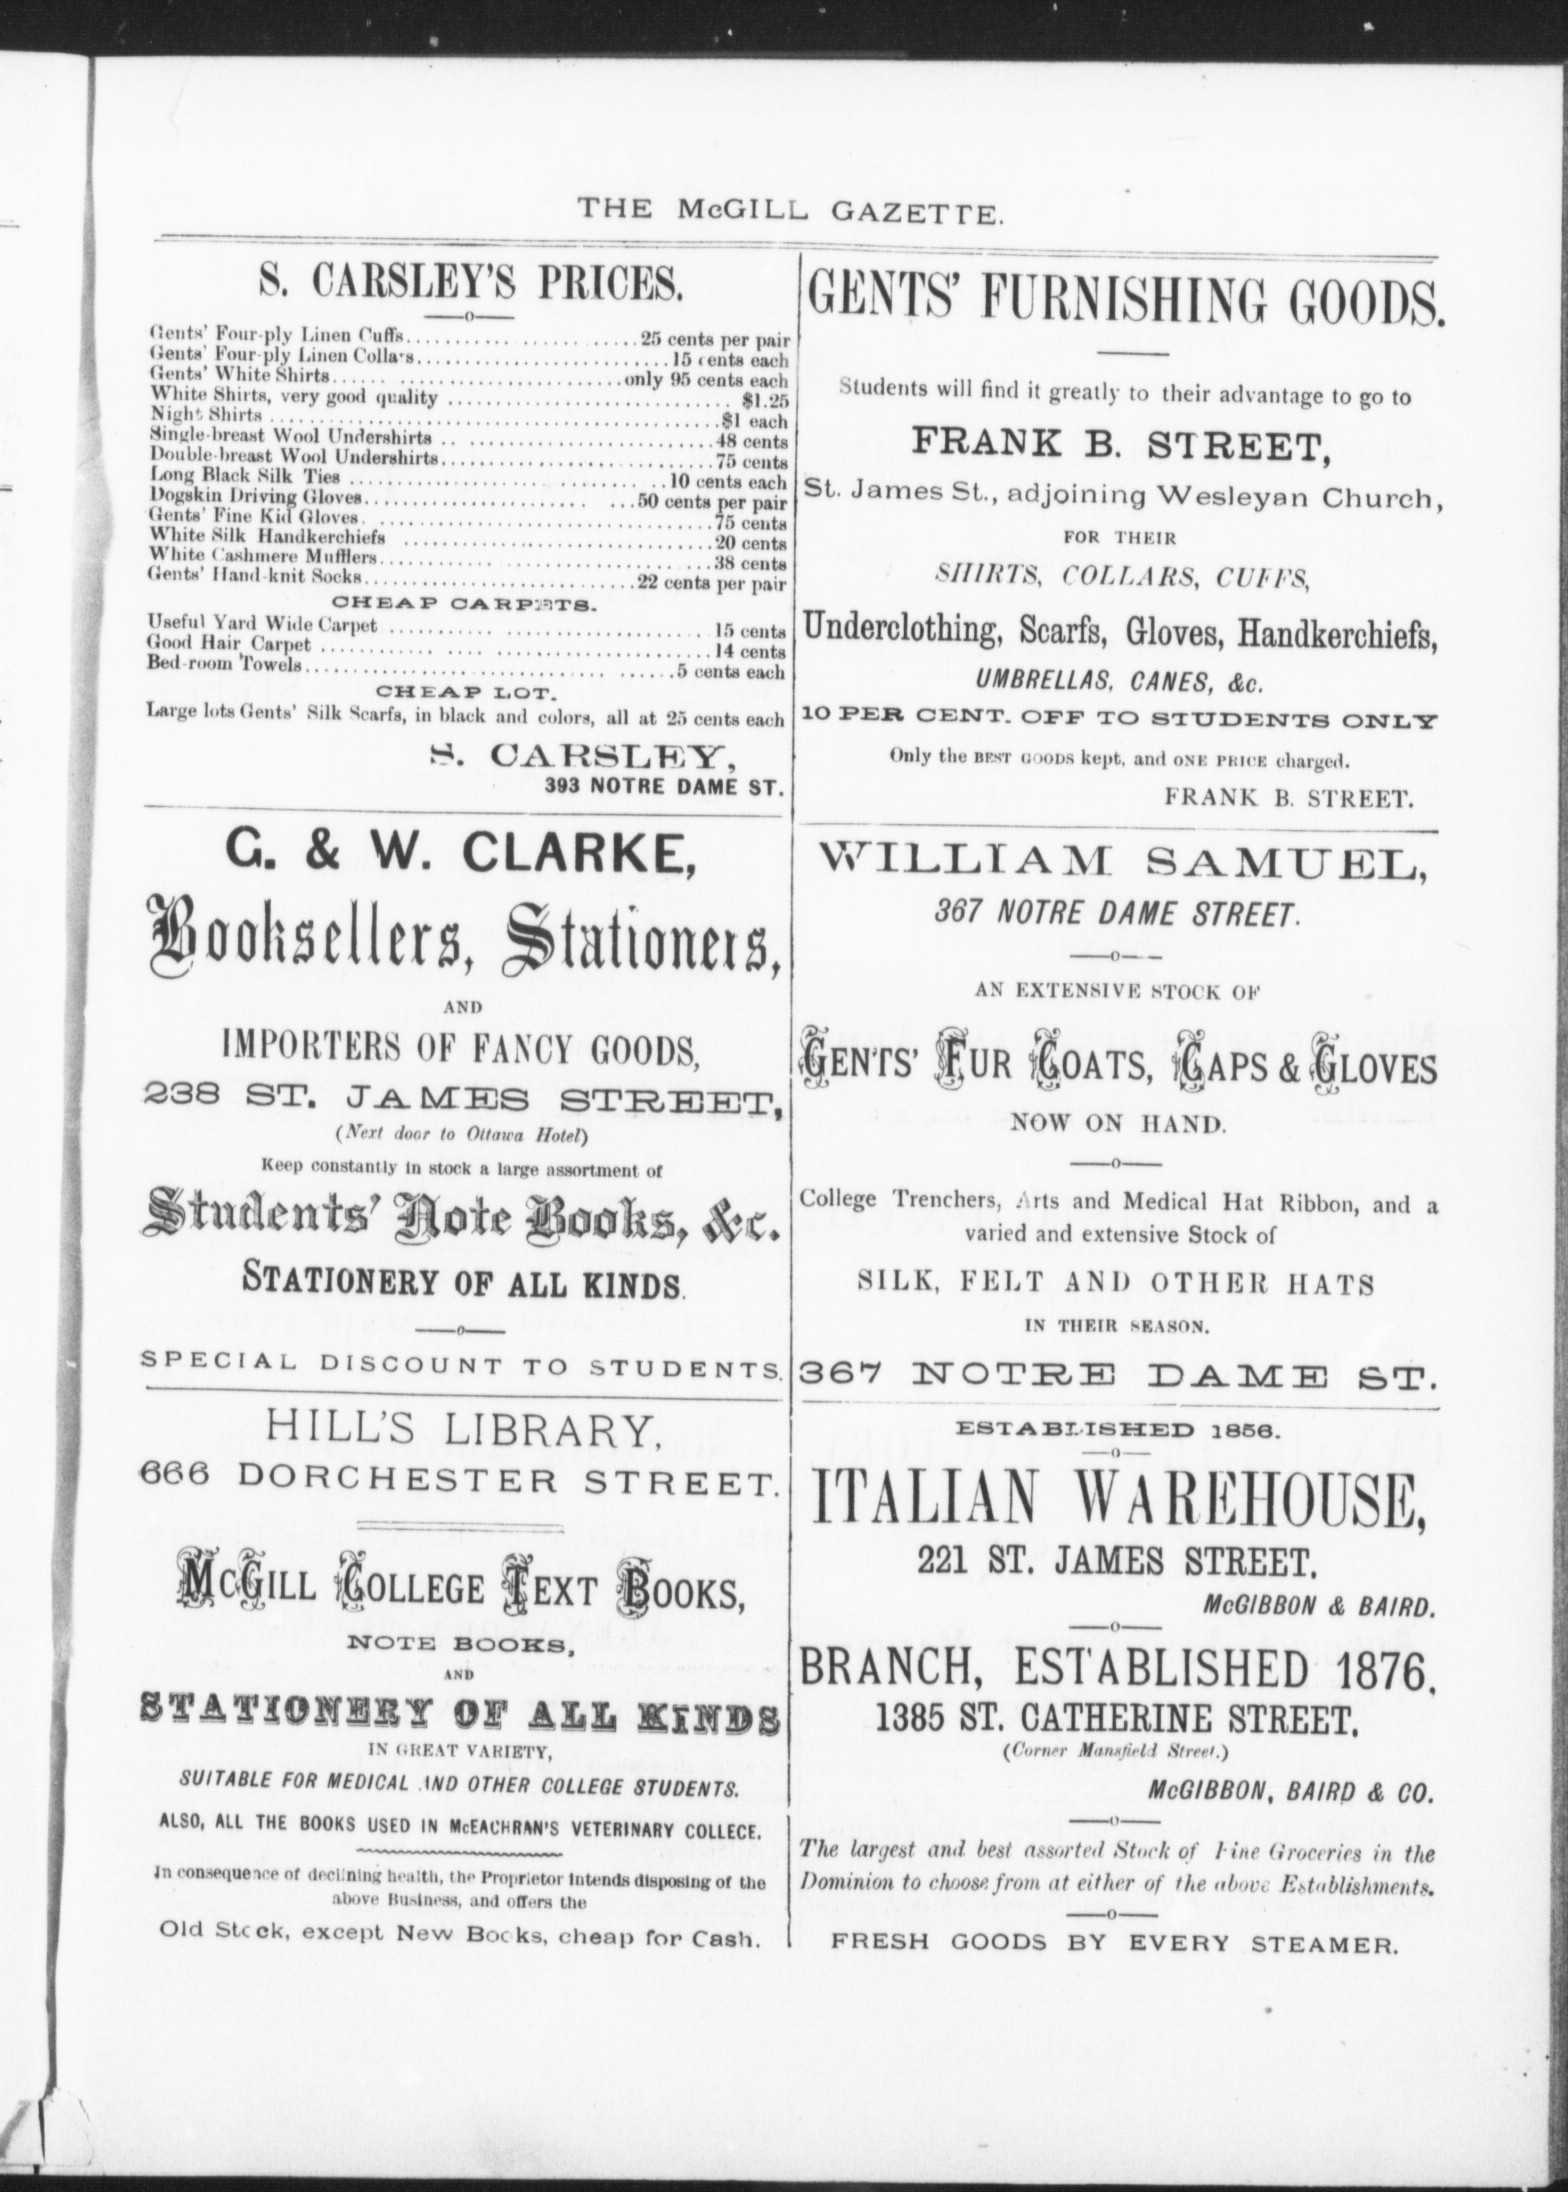 THE McGILL GAZETTE.
S. CARSLEY'S PRICES.
Gents' Four-ply Linen Cuffs 25 cents per pair
Gents' Four-ply Linen Collars 15 cents each
Gents' White Shirts only 95 cents each
White Shirts, very good quality $1.25
Night Shirts $1 each
Single-breast Wool Undershirts 48 cents
Double-breast Wool Undershirts 75 cents
Long Black Silk Ties 10 cents each
Dogskin Driving Gloves 50 cents per pair
Gents' Fine Kid Gloves 75 cents
White Silk Handkerchiefs 20 cents
White Cashmere Mufflers 38 cents
Gents' Hand-knit Socks 22 cents per pair
CHEAP CARPETS.
Useful Yard Wide Carpet 15 cents
Good Hair Carpet 14 cents
Bed-room Towels 5 cents each
CHEAP LOT.
Large lots Gents' Silk Scarfs, in black and colors, all at 25 cents each
S. CARSLEY,
393 NOTRE DAME ST.
G. & W. CLARKE,
Booksellers, Stationers,
AND
IMPORTERS OF FANCY GOODS,
238 ST. JAMES STREET,
(Next door to Ottawa Hotel)
Keep constantly in stock a large assortment of
Students' Note Books, &c.
STATIONERY OF ALL KINDS.
SPECIAL DISCOUNT TO STUDENTS.
HILL'S LIBRARY,
666 DORCHESTER STREET.
McGILL COLLEGE TEXT BOOKS,
NOTE BOOKS,
AND
STATIONERY OF ALL KINDS
IN GREAT VARIETY,
SUITABLE FOR MEDICAL AND OTHER COLLEGE STUDENTS.
ALSO, ALL THE BOOKS USED IN McEACHRAN'S VETERINARY COLLECE.
In consequence of declining health, the Proprietor intends disposing of the
above Business, and offers the
Old Stock, except New Books, cheap for Cash.
GENTS' FURNISHING GOODS.
Students will find it greatly to their advantage to go to
FRANK B. STREET,
St. James St., adjoining Wesleyan Church,
FOR THEIR
SHIRTS, COLLARS, CUFFS,
Underclothing, Scarfs, Gloves, Handkerchiefs,
UMBRELLAS, CANES, &c.
10 PER CENT. OFF TO STUDENTS ONLY
Only the BEST GOODS kept, and ONE PRICE charged.
FRANK B. STREET.
WILLIAM SAMUEL,
367 NOTRE DAME STREET.
AN EXTENSIVE STOCK OF
GENTS' FUR COATS, CAPS & GLOVES
NOW ON HAND.
College Trenchers, Arts and Medical Hat Ribbon, and a
varied and extensive Stock of
SILK, FELT AND OTHER HATS
IN THEIR SEASON.
367 NOTRE DAME ST.
ESTABLISHED 1856.
ITALIAN WAREHOUSE,
221 ST. JAMES STREET.
McGIBBON & BAIRD.
BRANCH, ESTABLISHED 1876.
1385 ST. CATHERINE STREET.
(Corner Mansfield Street.)
McGIBBON, BAIRD & CO.
The largest and best assorted Stock of Fine Groceries in the
Dominion to choose from at either of the above Establishments.
FRESH GOODS BY EVERY STEAMER.